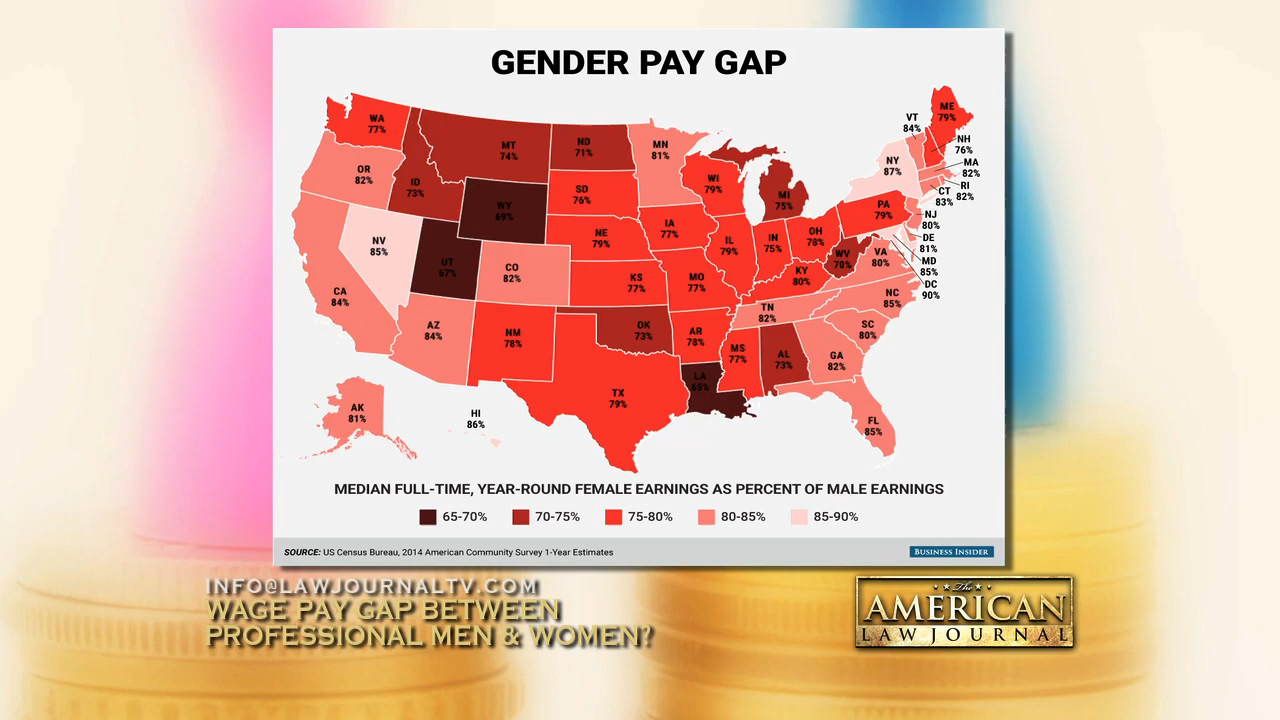 GENDER PAY GAP
WA
77%
OR
82%
CA
84%
NV
85%
ID
73%
MT
74%
WY
69%
UT
67%
CO
82%
AZ
84%
NM
78%
ND
71%
SD
76%
NE
79%
KS
77%
OK
73%
TX
79%
MN
81%
IA
77%
MO
77%
AR
78%
LA
65%
WI
79%
IL
79%
MI
75%
IN
75%
OH
78%
KY
80%
TN
82%
MS
77%
AL
73%
GA
82%
FL
85%
SC
80%
NC
85%
VA
80%
WV
70%
PA
79%
NY
87%
VT
84%
ME
79%
NH
76%
MA
82%
RI
82%
CT
83%
NJ
80%
DE
81%
MD
85%
DC
90%
AK
81%
HI
86%
MEDIAN FULL-TIME, YEAR-ROUND FEMALE EARNINGS AS PERCENT OF MALE EARNINGS
65-70% 70-75% 75-80% 80-85% 85-90%
SOURCE: US Census Bureau, 2014 American Community Survey 1-Year Estimates
BUSINESS INSIDER
INFO@LAWJOURNALTV.COM
WAGE PAY GAP BETWEEN
PROFESSIONAL MEN & WOMEN?
The
AMERICAN
LAW JOURNAL